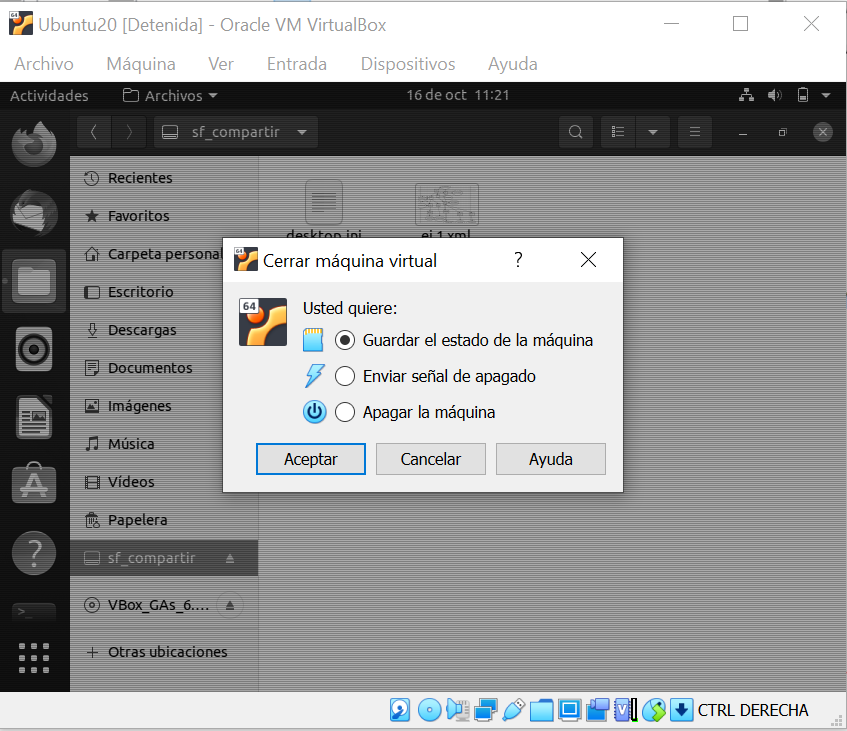 Ubuntu20 [Detenida] - Oracle VM VirtualBox
Archivo Máquina Ver Entrada Dispositivos Ayuda
Actividades Archivos 16 de oct 11:21
sf_compartir
Recientes
Favoritos
Carpeta personal
Escritorio
Descargas
Documentos
Imágenes
Música
Vídeos
Papelera
sf_compartir
VBox_GAs_6....
+ Otras ubicaciones
desktop.ini
ej 1.xml
64
Cerrar máquina virtual ?
64
Usted quiere:
Guardar el estado de la máquina
Enviar señal de apagado
Apagar la máquina
Aceptar Cancelar Ayuda
CTRL DERECHA